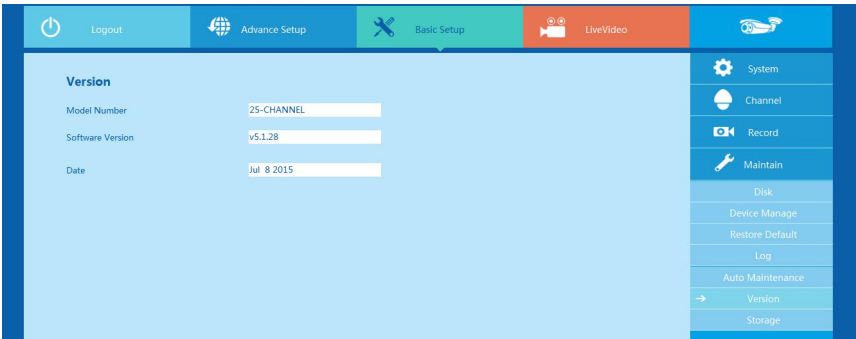 Logout
Advance Setup
Basic Setup
LiveVideo
Version
Model Number 25-CHANNEL
Software Version v5.1.28
Date Jul 8 2015
System
Channel
Record
Maintain
Disk
Device Manage
Restore Default
Log
Auto Maintenance
Version
Storage